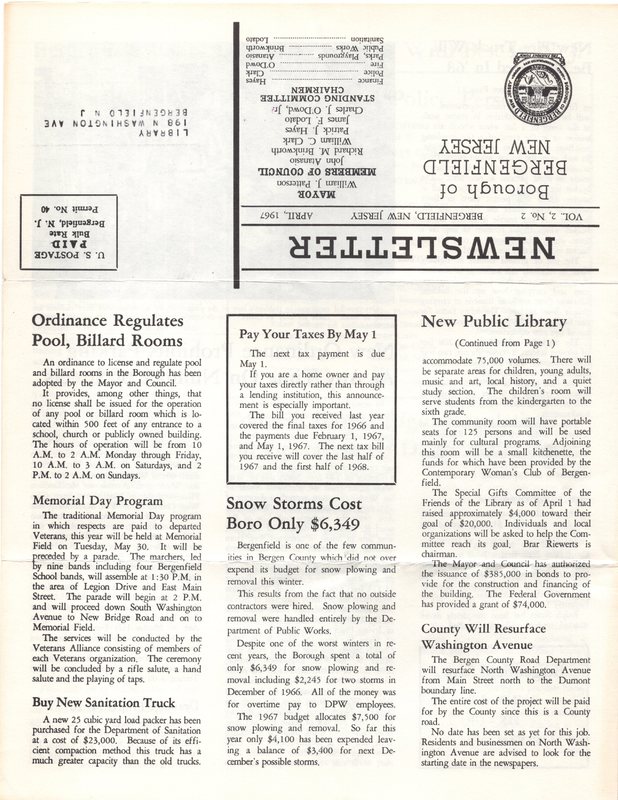 NEWSLETTER
VOL. 2, No. 2 BERGENFIELD, NEW JERSEY APRIL, 1967
Borough of
BERGENFIELD
NEW JERSEY
MAYOR
William J. Patterson
MEMBERS OF COUNCIL
John Atanasio
Richard M. Brinkworth
William C. Clark
Patrick J. Hayes
James F. Lodato
Charles J. O'Dowd, Jr.
STANDING COMMITTEE
CHAIRMEN
Finance ........ Hayes
Police ........ Clark
Fire ........ O'Dowd
Parks, Playgrounds ........ Atanasio
Public Works ........ Brinkworth
Sanitation ........ Lodato
U. S. POSTAGE
PAID
Bulk Rate
Bergenfield, N. J.
Permit No. 40
LIBRARY
198 N WASHINGTON AVE
BERGENFIELD N J
Ordinance Regulates
Pool, Billard Rooms
An ordinance to license and regulate pool
and billard rooms in the Borough has been
adopted by the Mayor and Council.
It provides, among other things, that
no license shall be issued for the operation
of any pool or billard room which is lo-
cated within 500 feet of any entrance to a
school, church or publicly owned building.
The hours of operation will be from 10
A.M. to 2 A.M. Monday through Friday,
10 A.M. to 3 A.M. on Saturdays, and 2
P.M. to 2 A.M. on Sundays.
Memorial Day Program
The traditional Memorial Day program
in which respects are paid to departed
Veterans, this year will be held at Memorial
Field on Tuesday, May 30. It will be
preceded by a parade. The marchers, led
by nine bands including four Bergenfield
School bands, will assemble at 1:30 P.M. in
the area of Legion Drive and East Main
Street. The parade will begin at 2 P.M.
and will proceed down South Washington
Avenue to New Bridge Road and on to
Memorial Field.
The services will be conducted by the
Veterans Alliance consisting of members of
each Veterans organization. The ceremony
will be concluded by a rifle salute, a hand
salute and the playing of taps.
Buy New Sanitation Truck
A new 25 cubic yard load packer has been
purchased for the Department of Sanitation
at a cost of $23,000. Because of its effi-
cient compaction method this truck has a
much greater capacity than the old trucks.
Pay Your Taxes By May 1
The next tax payment is due
May 1.
If you are a home owner and pay
your taxes directly rather than through
a lending institution, this announce-
ment is especially important.
The bill you received last year
covered the final taxes for 1966 and
the payments due February 1, 1967,
and May 1, 1967. The next tax bill
you receive will cover the last half of
1967 and the first half of 1968.
Snow Storms Cost
Boro Only $6,349
Bergenfield is one of the few communi-
ties in Bergen County which did not over
expend its budget for snow plowing and
removal this winter.
This results from the fact that no outside
contractors were hired. Snow plowing and
removal were handled entirely by the De-
partment of Public Works.
Despite one of the worst winters in re-
cent years, the Borough spent a total of
only $6,349 for snow plowing and re-
moval including $2,245 for two storms in
December of 1966. All of the money was
for overtime pay to DPW employees.
The 1967 budget allocates $7,500 for
snow plowing and removal. So far this
year only $4,100 has been expended leav-
ing a balance of $3,400 for next De-
cember's possible storms.
New Public Library
(Continued from Page 1)
accommodate 75,000 volumes. There will
be separate areas for children, young adults,
music and art, local history, and a quiet
study section. The children's room will
serve students from the kindergarten to the
sixth grade.
The community room will have portable
seats for 125 persons and will be used
mainly for cultural programs. Adjoining
this room will be a small kitchenette, the
funds for which have been provided by the
Contemporary Woman's Club of Bergen-
field.
The Special Gifts Committee of the
Friends of the Library as of April 1 had
raised approximately $4,000 toward their
goal of $20,000. Individuals and local
organizations will be asked to help the Com-
mittee reach its goal. Brar Riewerts is
chairman.
The Mayor and Council has authorized
the issuance of $385,000 in bonds to pro-
vide for the construction and financing of
the building. The Federal Government
has provided a grant of $74,000.
County Will Resurface
Washington Avenue
The Bergen County Road Department
will resurface North Washington Avenue
from Main Street north to the Dumont
boundary line.
The entire cost of the project will be paid
for by the County since this is a County
road.
No date has been set as yet for this job.
Residents and businessmen on North Wash-
ington Avenue are advised to look for the
starting date in the newspapers.